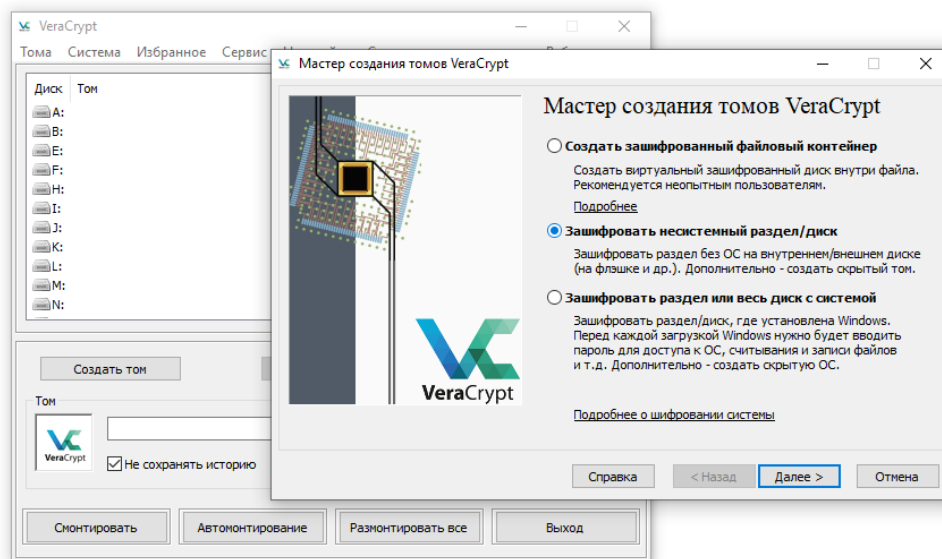 VeraCrypt
Тома Система Избранное Сервис
Диск Том
A:
B:
E:
F:
H:
I:
J:
K:
L:
M:
N:
Создать том
Том
VeraCrypt
Не сохранять историю
Смонтировать
Автомонтирование
Размонтировать все
Выход
Мастер создания томов VeraCrypt
VeraCrypt
Мастер создания томов VeraCrypt
Создать зашифрованный файловый контейнер
Создать виртуальный зашифрованный диск внутри файла.
Рекомендуется неопытным пользователям.
Подробнее
Зашифровать несистемный раздел/диск
Зашифровать раздел без ОС на внутреннем/внешнем диске
(на флэшке и др.). Дополнительно - создать скрытый том.
Зашифровать раздел или весь диск с системой
Зашифровать раздел/диск, где установлена Windows.
Перед каждой загрузкой Windows нужно будет вводить
пароль для доступа к ОС, считывания и записи файлов
и т.д. Дополнительно - создать скрытую ОС.
Подробнее о шифровании системы
Справка
< Назад
Далее >
Отмена